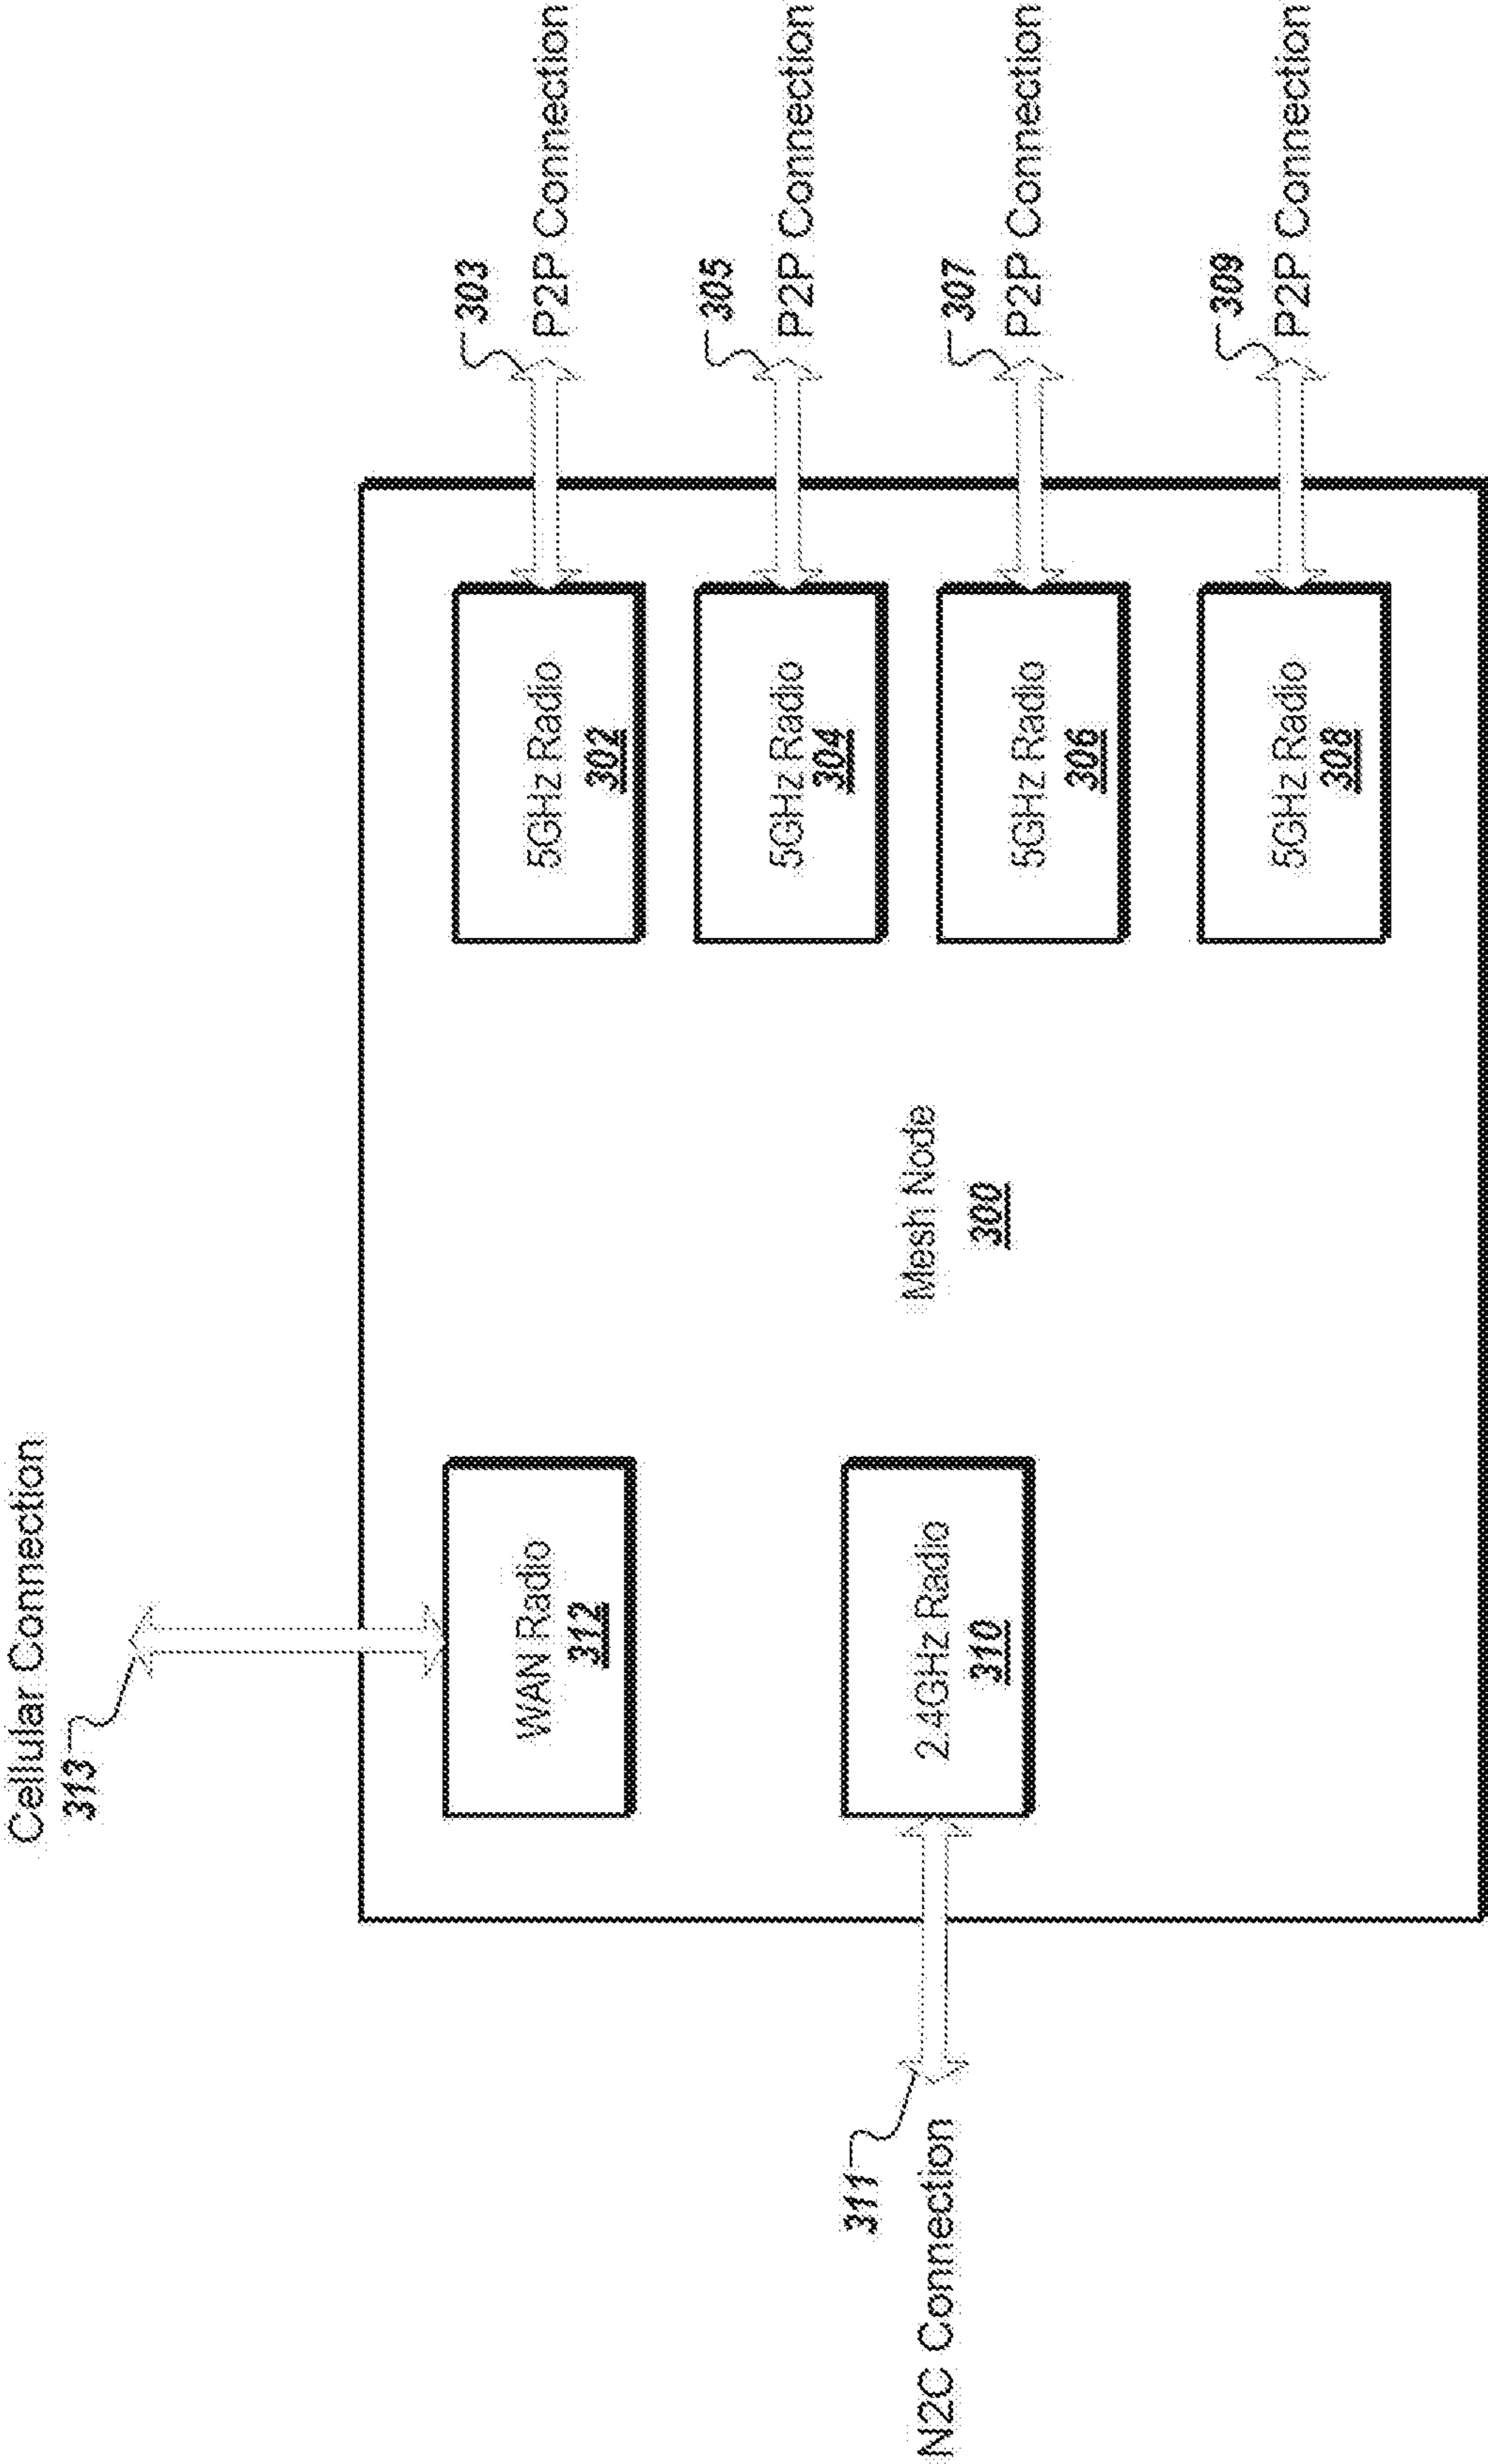 Cellular Connection
313
WAN Radio
312
5GHz Radio
302
303
P2P Connection
5GHz Radio
304
305
P2P Connection
311
N2C Connection
2.4GHz Radio
310
Mesh Node
300
5GHz Radio
306
307
P2P Connection
5GHz Radio
308
309
P2P Connection